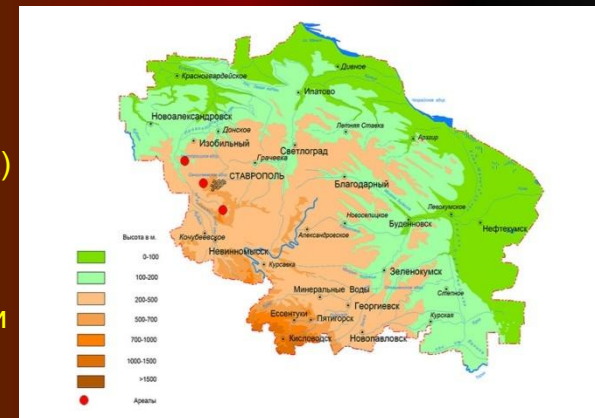 )
и
Дивное
Красногвардейское
Ипатово
Новоалександровск
Донское
Летняя Ставка
Изобильный
Арзгир
Светлоград
Грачевка
СТАВРОПОЛЬ
Благодарный
Левокумское
Новоселицкое
Буденновск
Нефтекумск
Высота в м.
Кочубеевское
Александровское
0-100
Невинномысск
100-200
Курсавка
Зеленокумск
200-500
Минеральные Воды
Степное
500-700
Ессентуки
Георгиевск
Пятигорск
Курская
700-1000
Кисловодск
Новопавловск
1000-1500
>1500
Ареалы